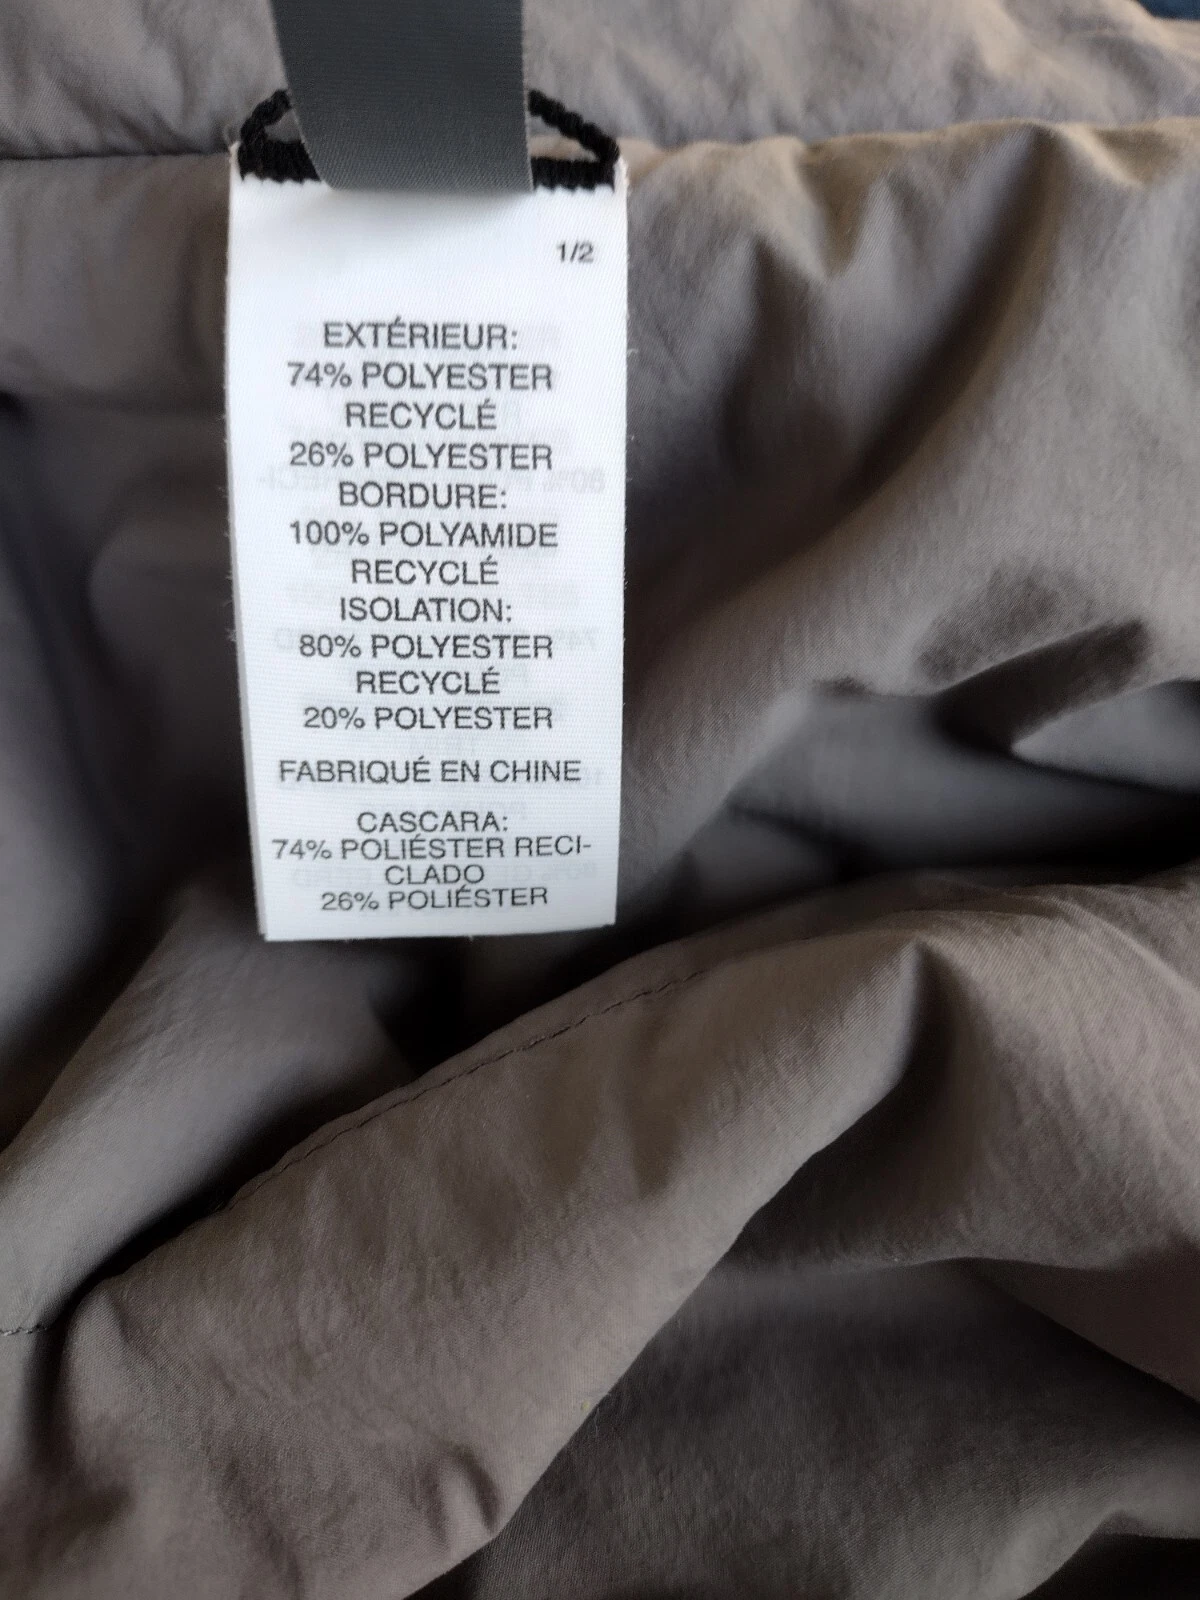 1/2
EXTÉRIEUR:
74% POLYESTER
RECYCLÉ
26% POLYESTER
BORDURE:
100% POLYAMIDE
RECYCLÉ
ISOLATION:
80% POLYESTER
RECYCLÉ
20% POLYESTER
FABRIQUÉ EN CHINE
CASCARA:
74% POLIÉSTER RECI-
CLADO
26% POLIÉSTER